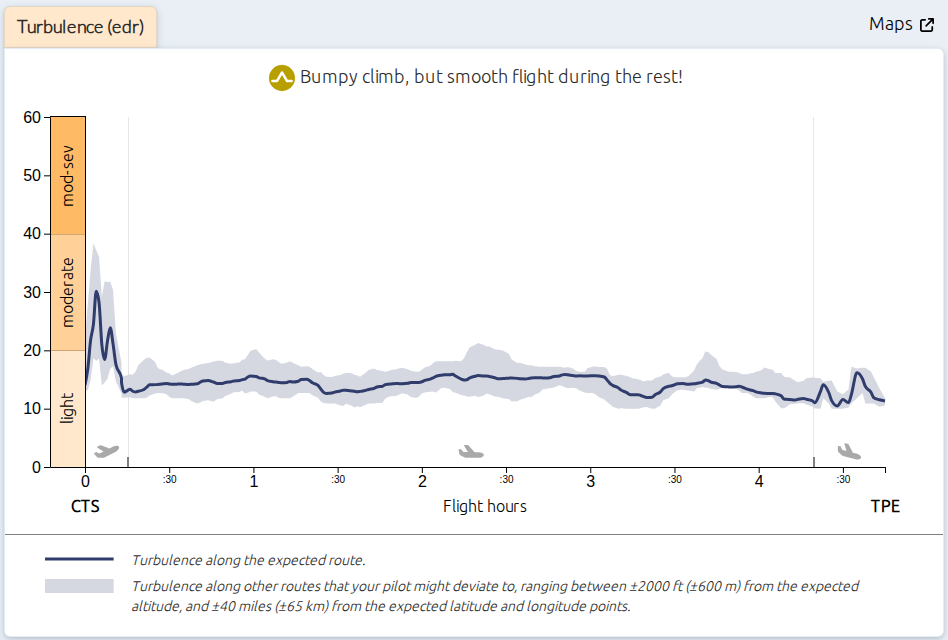 Turbulence (edr)
Maps
Bumpy climb, but smooth flight during the rest!
60
50
40
30
20
10
0
mod-sev
moderate
light
0 :30 1 :30 2 :30 3 :30 4 :30
CTS Flight hours TPE
Turbulence along the expected route.
Turbulence along other routes that your pilot might deviate to, ranging between ±2000 ft (±600 m) from the expected
altitude, and ±40 miles (±65 km) from the expected latitude and longitude points.